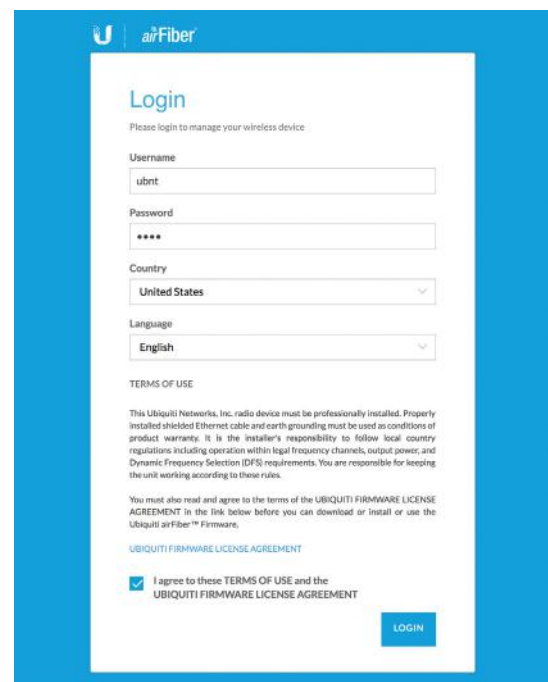 U airFiber
Login
Please login to manage your wireless device
Username
ubnt
Password
••••
Country
United States
Language
English
TERMS OF USE
This Ubiquiti Networks, Inc. radio device must be professionally installed. Properly
installed shielded Ethernet cable and earth grounding must be used as conditions of
product warranty. It is the installer's responsibility to follow local country
regulations including operation within legal frequency channels, output power, and
Dynamic Frequency Selection (DFS) requirements. You are responsible for keeping
the unit working according to these rules.
You must also read and agree to the terms of the UBIQUITI FIRMWARE LICENSE
AGREEMENT in the link below before you can download or install or use the
Ubiquiti airFiber™ Firmware.
UBIQUITI FIRMWARE LICENSE AGREEMENT
I agree to these TERMS OF USE and the
UBIQUITI FIRMWARE LICENSE AGREEMENT
LOGIN